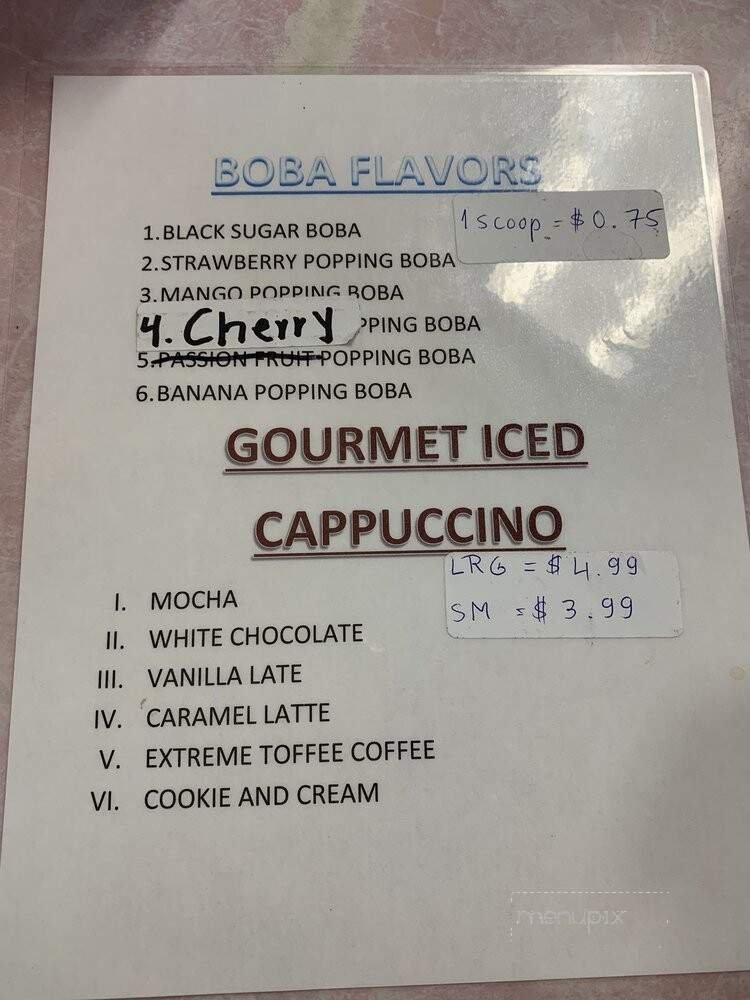 BOBA FLAVORS
1 scoop = $0.75
1. BLACK SUGAR BOBA
2. STRAWBERRY POPPING BOBA
3. MANGO POPPING BOBA
4. Cherry PPING BOBA
5. PASSION FRUIT POPPING BOBA
6. BANANA POPPING BOBA
GOURMET ICED
CAPPUCCINO
LRG = $4.99
SM = $3.99
I. MOCHA
II. WHITE CHOCOLATE
III. VANILLA LATE
IV. CARAMEL LATTE
V. EXTREME TOFFEE COFFEE
VI. COOKIE AND CREAM
menupix